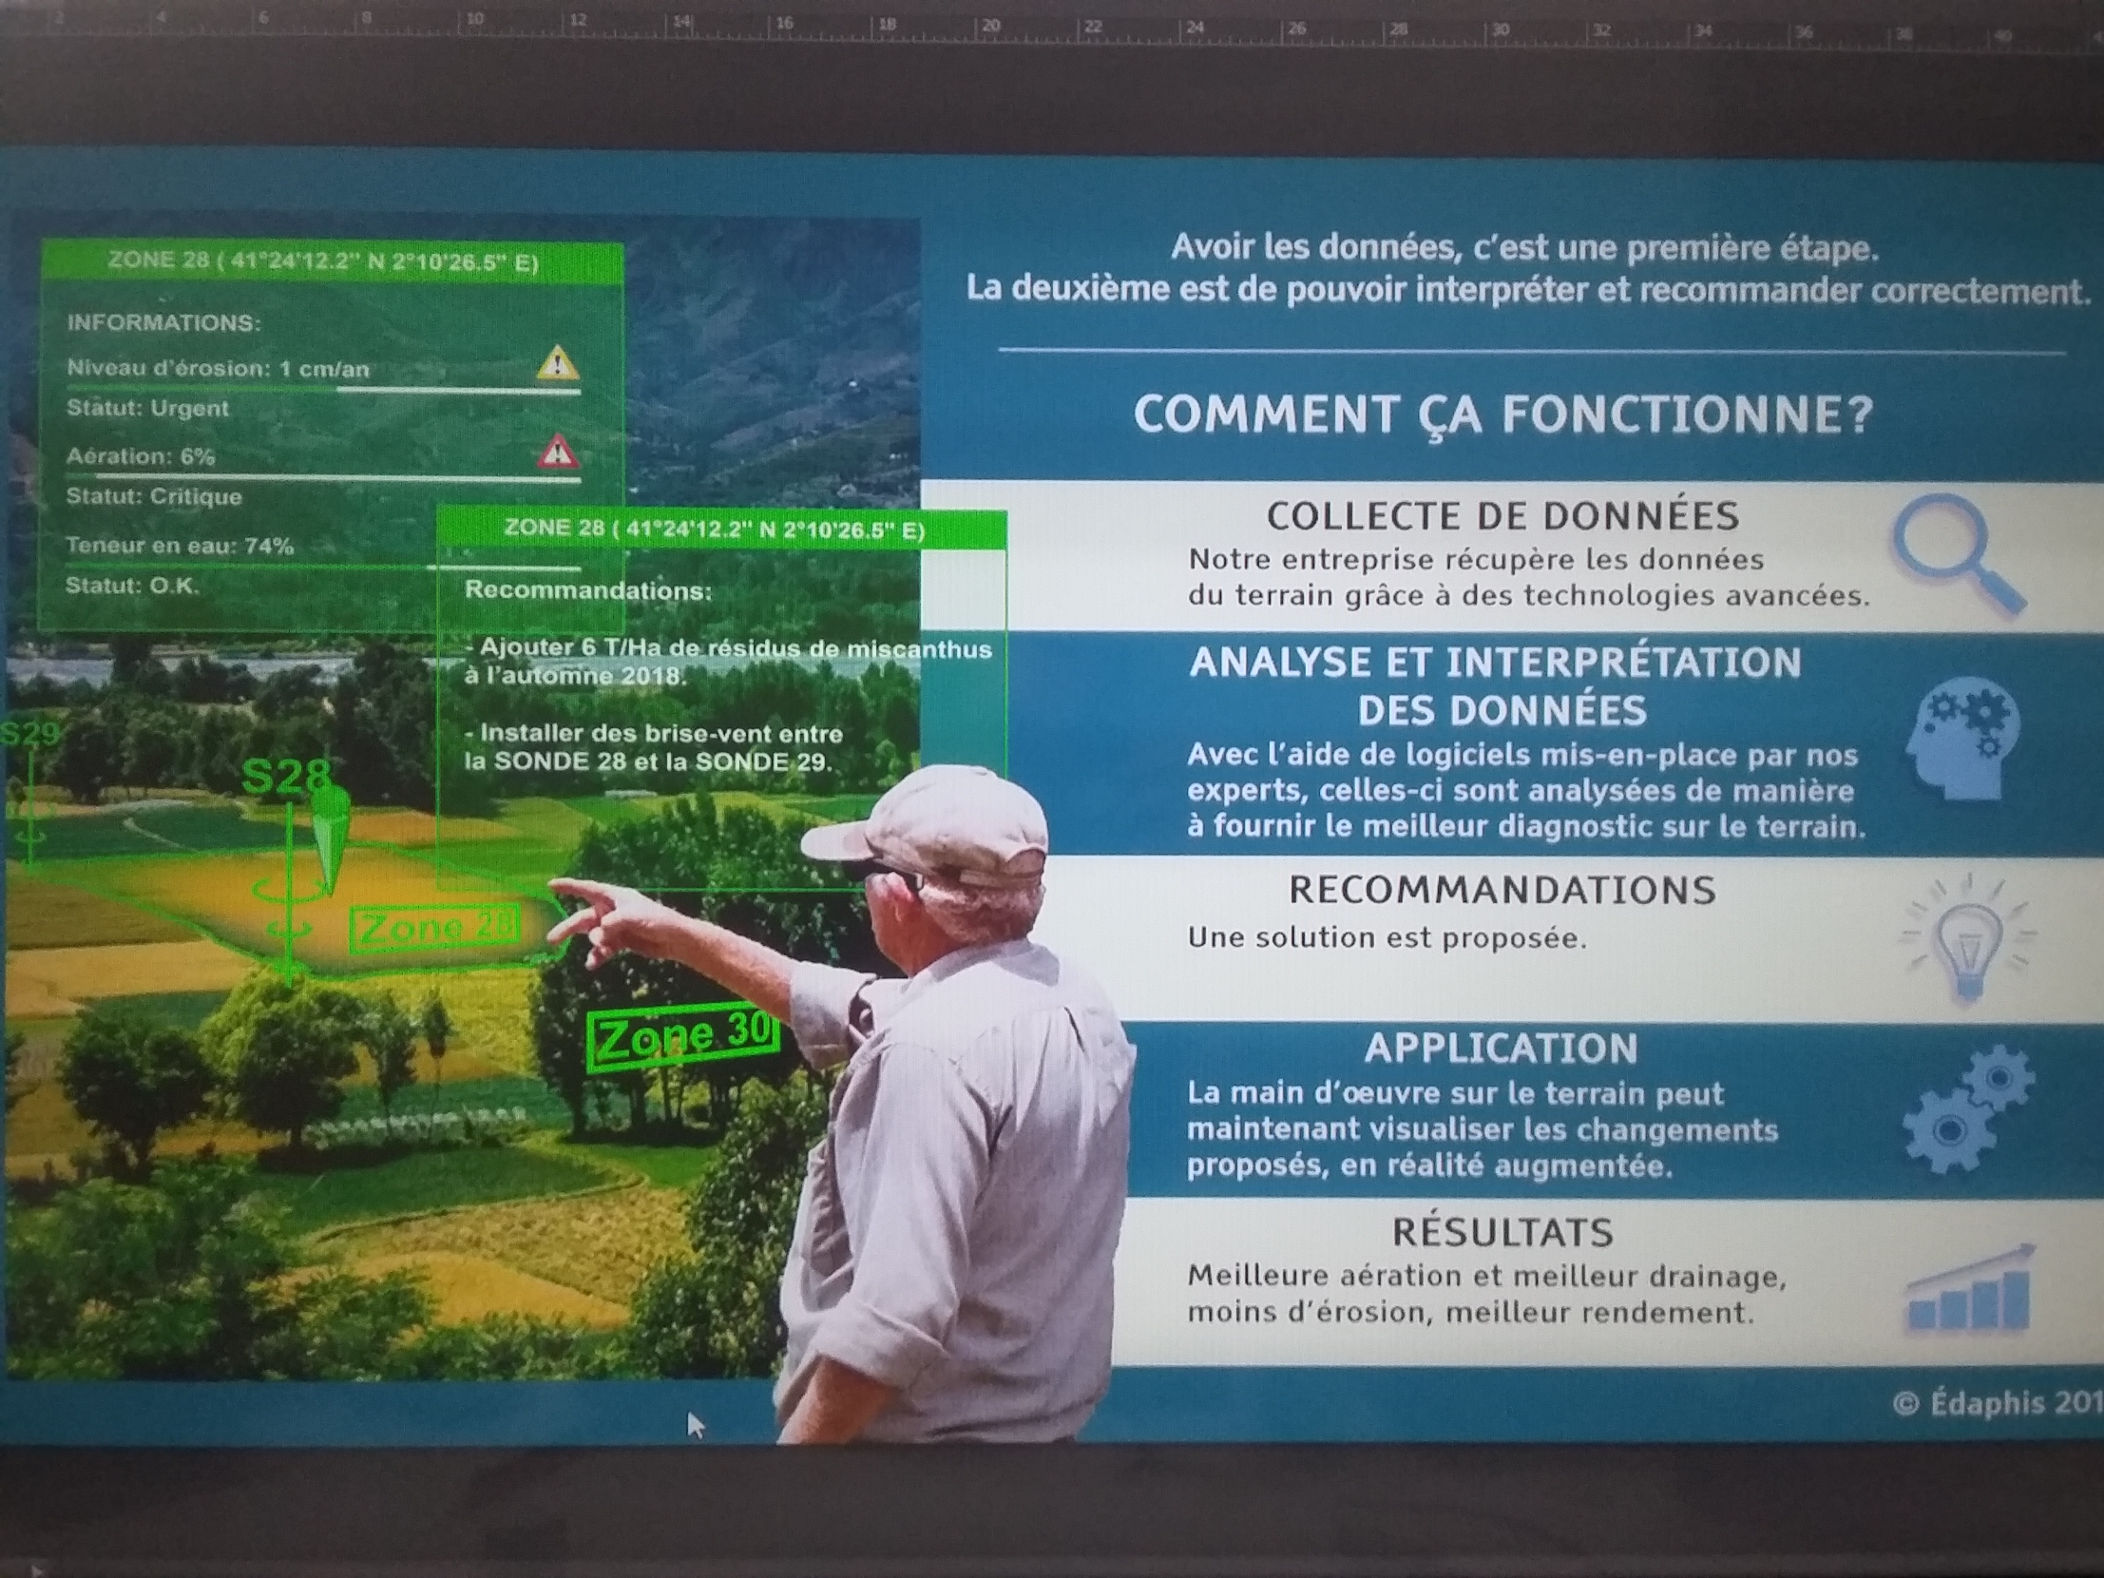 2 4 6 8 10 12 14 16 18 20 22 24 26 28 30 32 34 36 38 40
ZONE 28 ( 41°24'12.2" N 2°10'26.5" E)
INFORMATIONS:
Niveau d'érosion: 1 cm/an
Statut: Urgent
Aération: 6%
Statut: Critique
Teneur en eau: 74%
Statut: O.K.
ZONE 28 ( 41°24'12.2" N 2°10'26.5" E)
Recommandations:
- Ajouter 6 T/Ha de résidus de miscanthus
à l'automne 2018.
- Installer des brise-vent entre
la SONDE 28 et la SONDE 29.
S29
S28
Zone 28
Zone 30
Avoir les données, c'est une première étape.
La deuxième est de pouvoir interpréter et recommander correctement.
COMMENT ÇA FONCTIONNE?
COLLECTE DE DONNÉES
Notre entreprise récupère les données
du terrain grâce à des technologies avancées.
ANALYSE ET INTERPRÉTATION
DES DONNÉES
Avec l'aide de logiciels mis-en-place par nos
experts, celles-ci sont analysées de manière
à fournir le meilleur diagnostic sur le terrain.
RECOMMANDATIONS
Une solution est proposée.
APPLICATION
La main d'œuvre sur le terrain peut
maintenant visualiser les changements
proposés, en réalité augmentée.
RÉSULTATS
Meilleure aération et meilleur drainage,
moins d'érosion, meilleur rendement.
© Édaphis 201